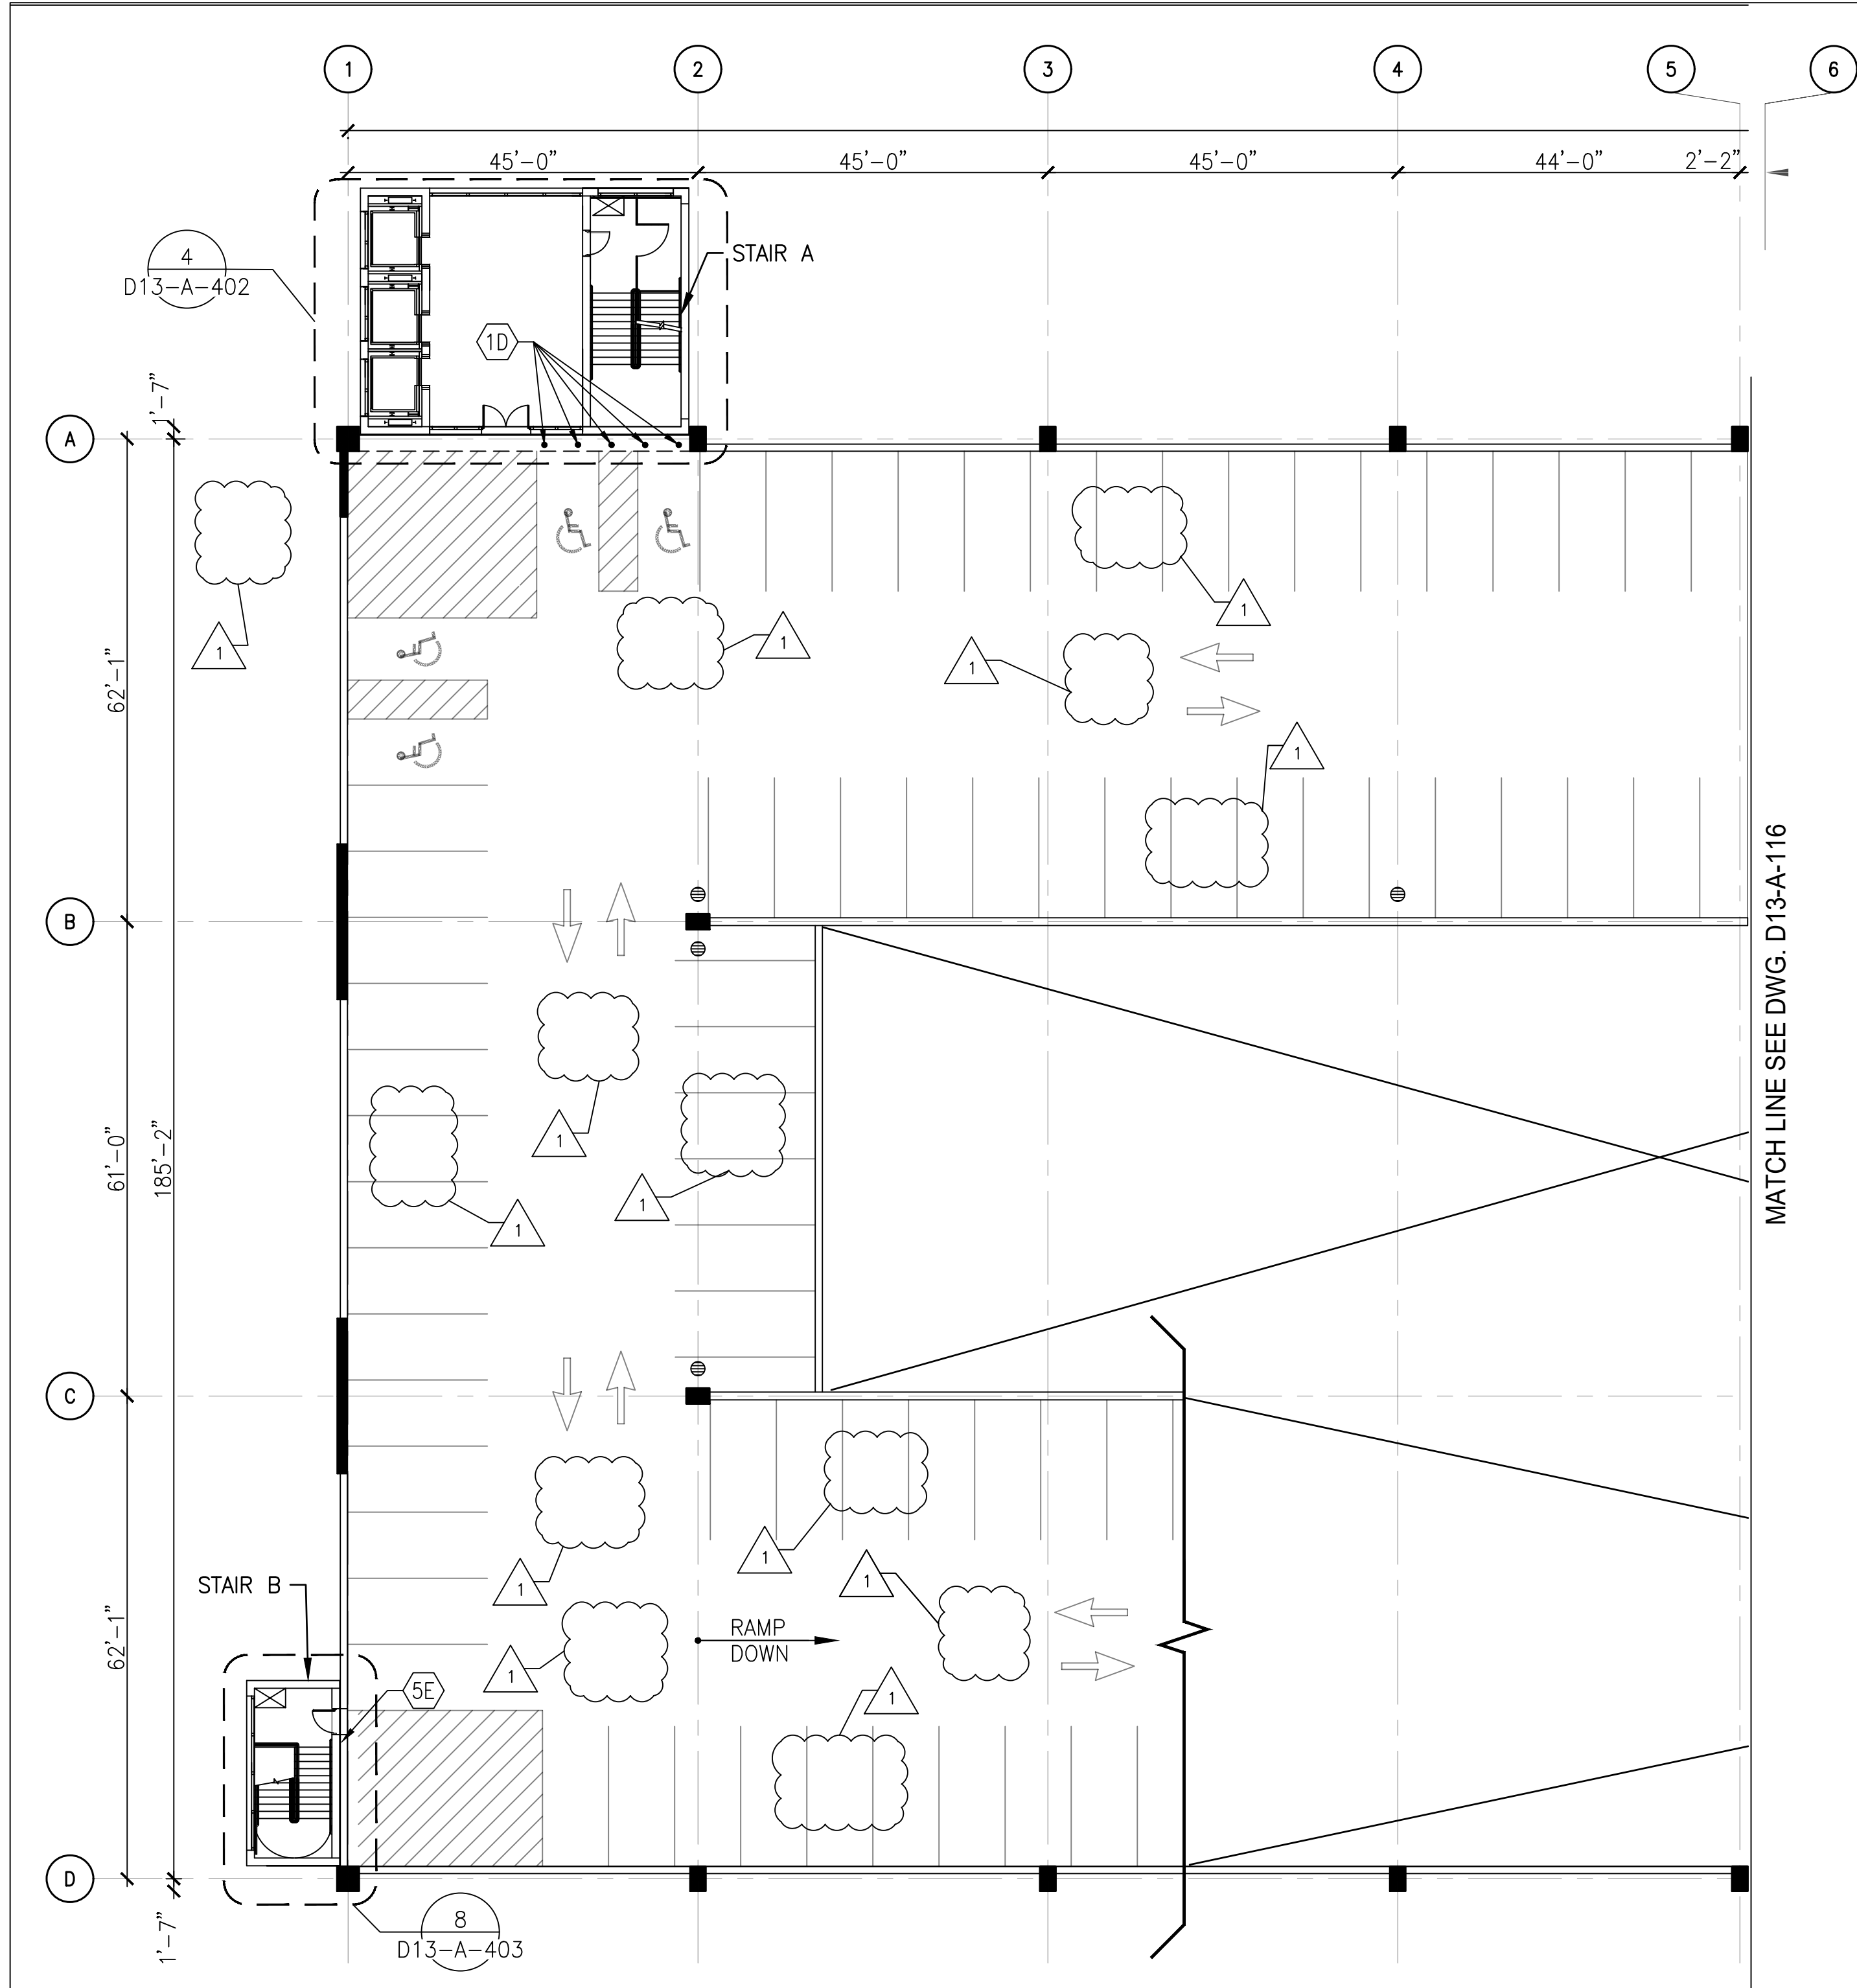 1
2
3
4
5
6
45'-0"
45'-0"
45'-0"
44'-0"
2'-2"
STAIR A
4
D13-A-402
1D
1'-7"
A
1
1
1
1
62'-1"
1
MATCH LINE SEE DWG. D13-A-116
B
1
61'-0"
185'-2"
1
1
C
1
1
1
STAIR B
62'-1"
RAMP
DOWN
1
5E
1
D
8
D13-A-403
1'-7"